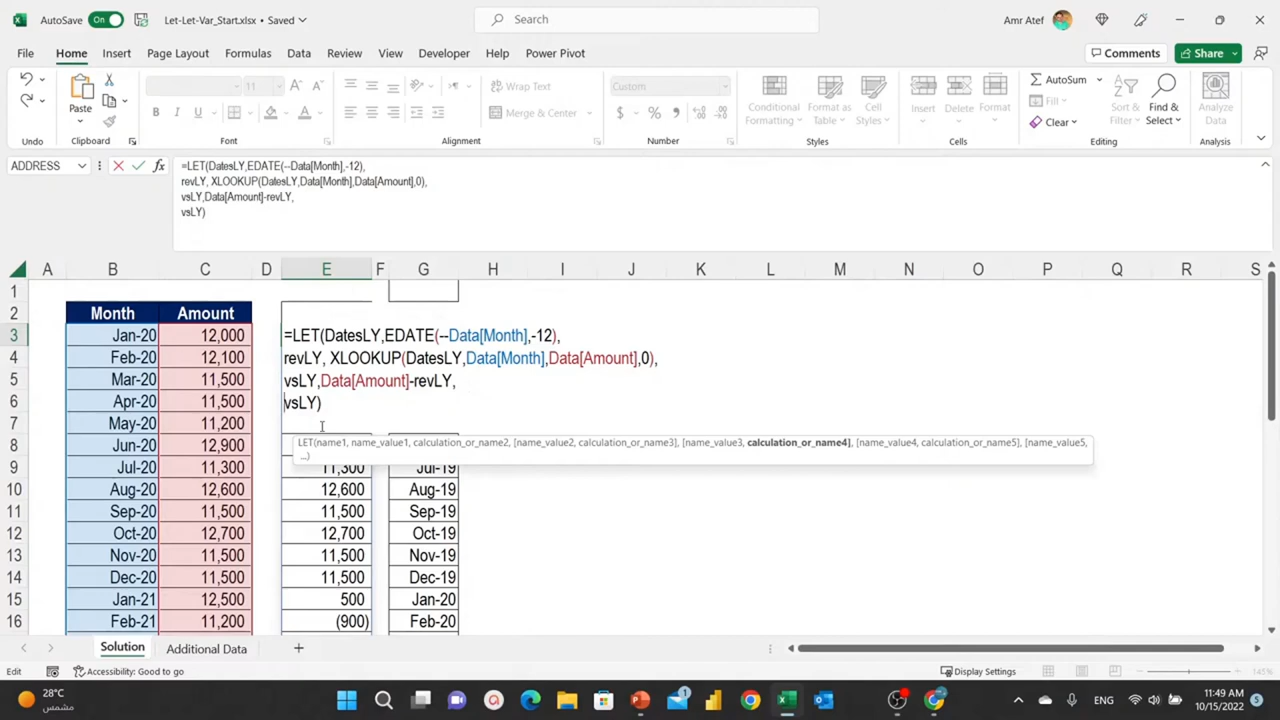 AutoSave On Let-Let-Var_Start.xlsx • Saved Search Amr Atef
File Home Insert Page Layout Formulas Data Review View Developer Help Power Pivot Comments Share
Paste 11 Wrap Text Merge & Center Custom Conditional Formatting Format as Table Cell Styles Insert Delete Format AutoSum Fill Clear Sort & Filter Find & Select Analyze Data
Undo Clipboard Font Alignment Number Styles Cells Editing Analysis
ADDRESS fx =LET(DatesLY,EDATE(--Data[Month],-12),
revLY, XLOOKUP(DatesLY,Data[Month],Data[Amount],0),
vsLY,Data[Amount]-revLY,
vsLY)
A B C D E F G H I J K L M N O P Q R S
1
2 Month Amount
3 Jan-20 12,000 =LET(DatesLY,EDATE(--Data[Month],-12),
4 Feb-20 12,100 revLY, XLOOKUP(DatesLY,Data[Month],Data[Amount],0),
5 Mar-20 11,500 vsLY,Data[Amount]-revLY,
6 Apr-20 11,500 vsLY)
7 May-20 11,200
8 Jun-20 12,900 LET(name1, name_value1, calculation_or_name2, [name_value2, calculation_or_name3], [name_value3, calculation_or_name4], [name_value4, calculation_or_name5], [name_value5,
...)
9 Jul-20 11,300 11,300 Jul-19
10 Aug-20 12,600 12,600 Aug-19
11 Sep-20 11,500 11,500 Sep-19
12 Oct-20 12,700 12,700 Oct-19
13 Nov-20 11,500 11,500 Nov-19
14 Dec-20 11,500 11,500 Dec-19
15 Jan-21 12,500 500 Jan-20
16 Feb-21 11,200 (900) Feb-20
Solution Additional Data
Edit Accessibility: Good to go Display Settings 145%
28°C ENG 11:49 AM
مشمس 10/15/2022